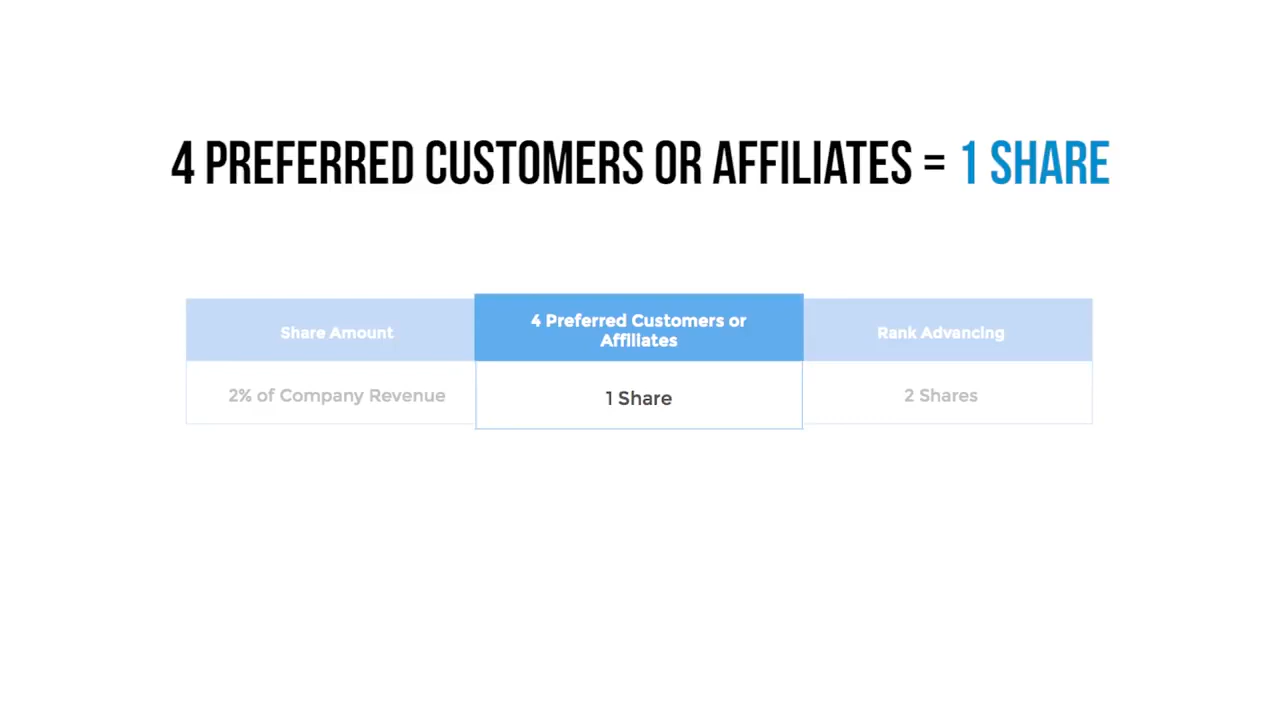 4 PREFERRED CUSTOMERS OR AFFILIATES = 1 SHARE
Share Amount
4 Preferred Customers or
Affiliates
Rank Advancing
2% of Company Revenue
1 Share
2 Shares